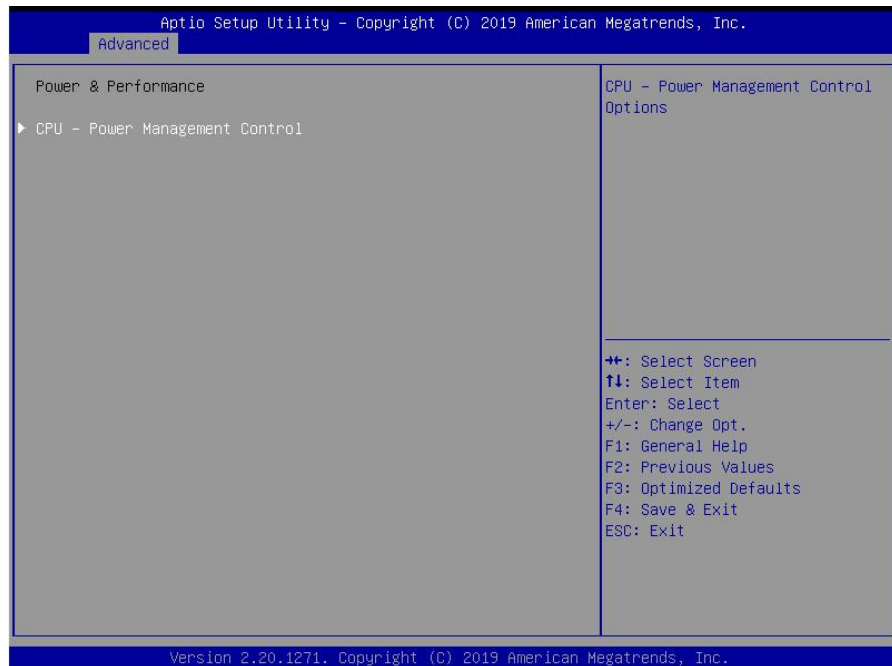 Aptio Setup Utility – Copyright (C) 2019 American Megatrends, Inc.
Advanced
Power & Performance
CPU – Power Management Control
CPU – Power Management Control
Options
→←: Select Screen
↑↓: Select Item
Enter: Select
+/-: Change Opt.
F1: General Help
F2: Previous Values
F3: Optimized Defaults
F4: Save & Exit
ESC: Exit
Version 2.20.1271. Copyright (C) 2019 American Megatrends, Inc.